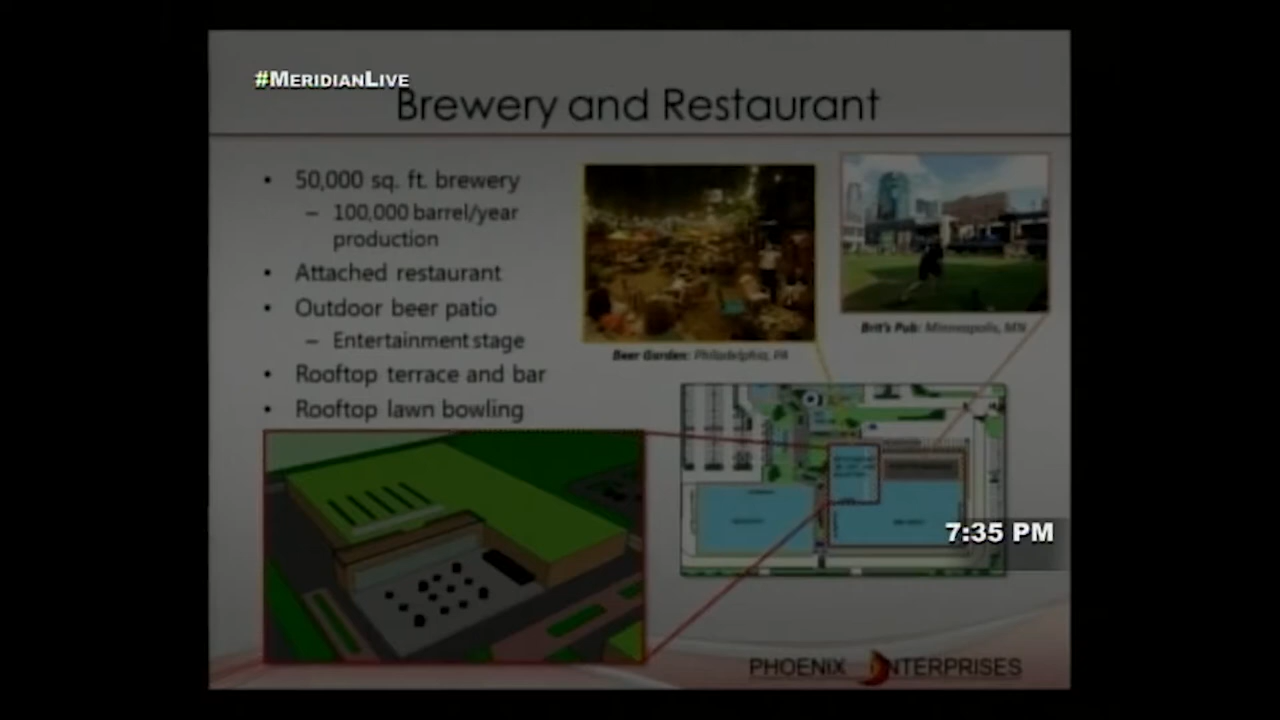 #MERIDIANLIVE
Brewery and Restaurant
• 50,000 sq. ft. brewery
– 100,000 barrel/year
production
• Attached restaurant
• Outdoor beer patio
– Entertainment stage
• Rooftop terrace and bar
• Rooftop lawn bowling
Beer Garden: Philadelphia, PA
Brit's Pub: Minneapolis, MN
7:35 PM
PHOENIX ENTERPRISES